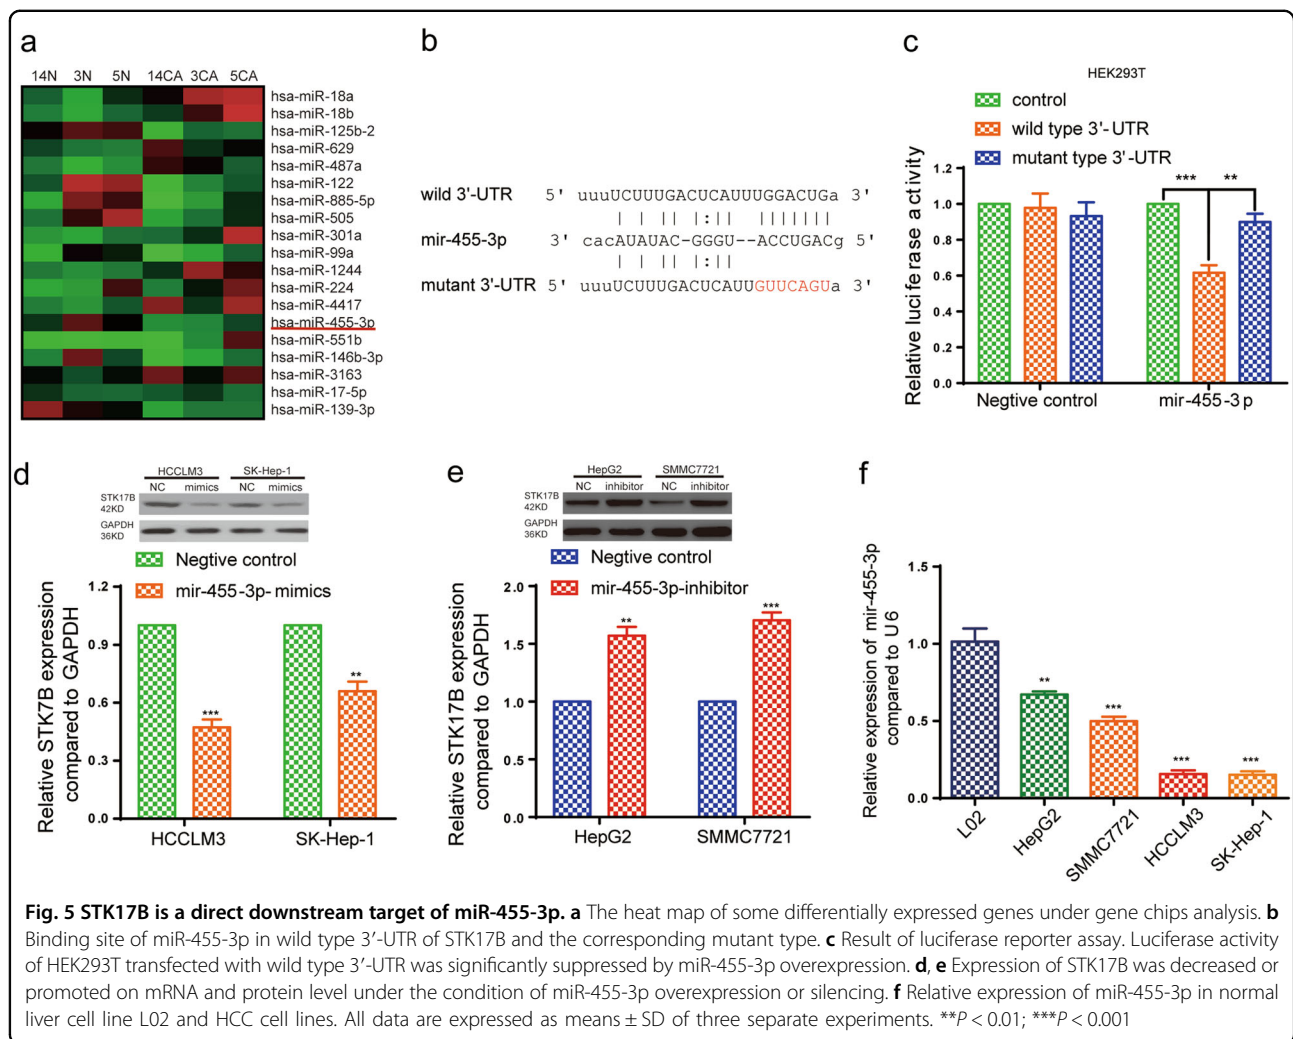 a
14N 3N 5N 14CA 3CA 5CA
hsa-miR-18a
hsa-miR-18b
hsa-miR-125b-2
hsa-miR-629
hsa-miR-487a
hsa-miR-122
hsa-miR-885-5p
hsa-miR-505
hsa-miR-301a
hsa-miR-99a
hsa-miR-1244
hsa-miR-224
hsa-miR-4417
hsa-miR-455-3p
hsa-miR-551b
hsa-miR-146b-3p
hsa-miR-3163
hsa-miR-17-5p
hsa-miR-139-3p
b
wild 3'-UTR 5' uuuUCUUUGACUCAUUUGGACUGa 3'
| | || |:|| |||||||
mir-455-3p 3' cacAUAUAC-GGGU--ACCUGACg 5'
| | || |:||
mutant 3'-UTR 5' uuuUCUUUGACUCAUUGUUCAGUa 3'
c
HEK293T
control
wild type 3'-UTR
mutant type 3'-UTR
Relative luciferase activity
1.2
1.0
0.8
0.6
0.4
0.2
0.0
*** **
Negtive control mir-455-3p
d
HCCLM3 SK-Hep-1
NC mimics NC mimics
STK17B
42KD
GAPDH
36KD
Negtive control
mir-455-3p-mimics
Relative STK7B expression
compared to GAPDH
1.2
0.9
0.6
0.3
0.0
*** **
HCCLM3 SK-Hep-1
e
HepG2 SMMC7721
NC inhibitor NC inhibitor
STK17B
42KD
GAPDH
36KD
Negtive control
mir-455-3p-inhibitor
Relative STK17B expression
compared to GAPDH
2.0
1.5
1.0
0.5
0.0
** ***
HepG2 SMMC7721
f
Relative expression of mir-455-3p
compared to U6
1.5
1.0
0.5
0.0
** *** *** ***
L02 HepG2 SMMC7721 HCCLM3 SK-Hep-1
Fig. 5 STK17B is a direct downstream target of miR-455-3p. a The heat map of some differentially expressed genes under gene chips analysis. b
Binding site of miR-455-3p in wild type 3′-UTR of STK17B and the corresponding mutant type. c Result of luciferase reporter assay. Luciferase activity
of HEK293T transfected with wild type 3′-UTR was significantly suppressed by miR-455-3p overexpression. d, e Expression of STK17B was decreased or
promoted on mRNA and protein level under the condition of miR-455-3p overexpression or silencing. f Relative expression of miR-455-3p in normal
liver cell line L02 and HCC cell lines. All data are expressed as means ± SD of three separate experiments. **P < 0.01; ***P < 0.001